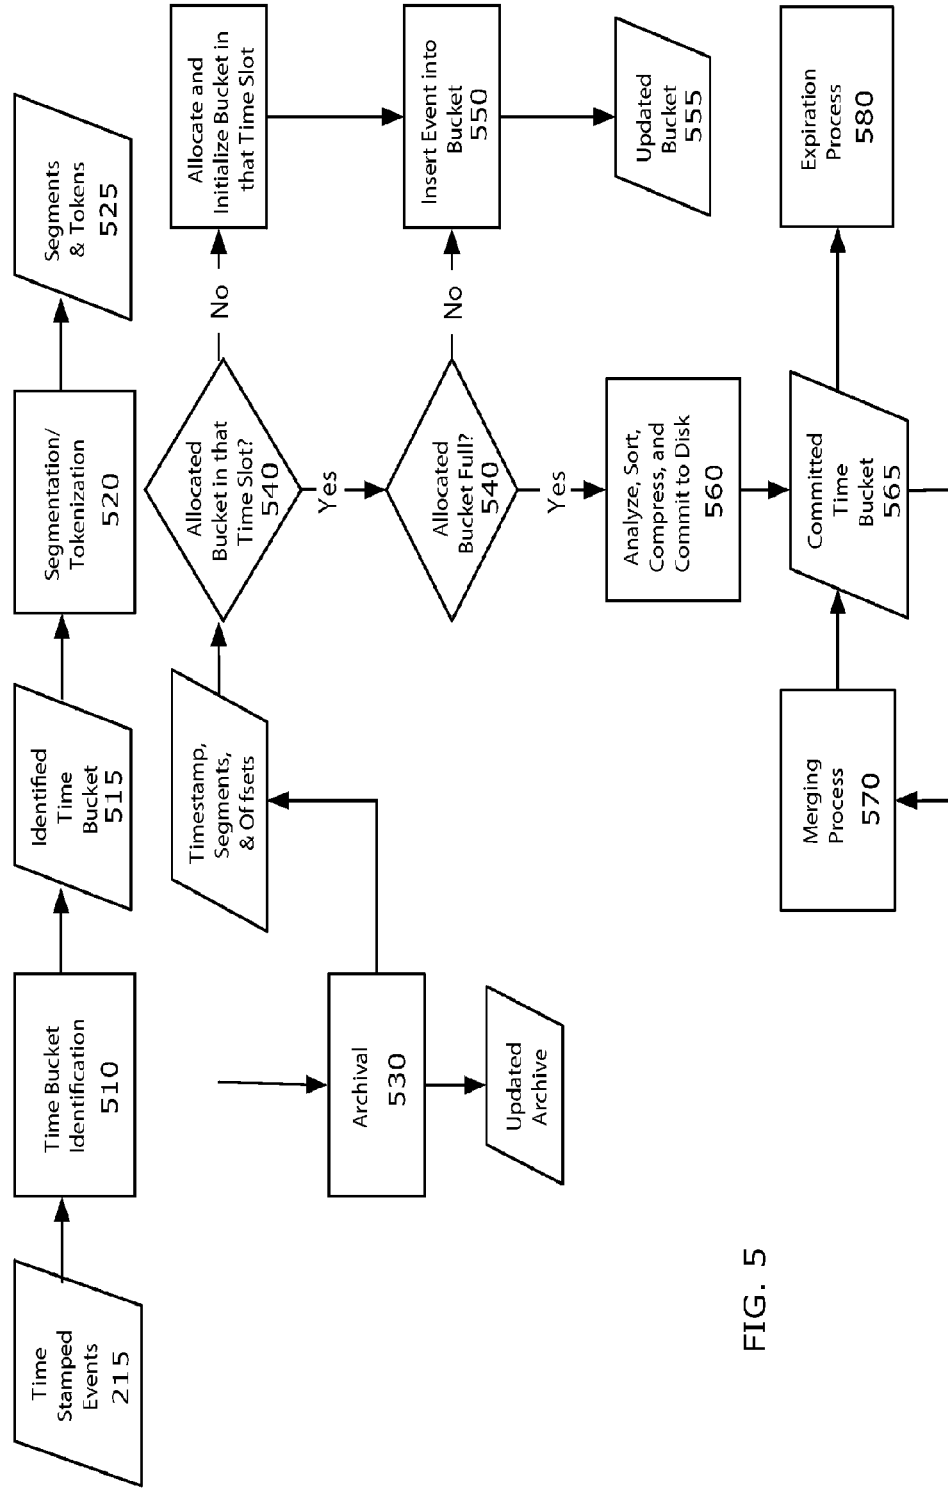 Time
Stamped
Events
215
Time Bucket
Identification
510
Identified
Time
Bucket
515
Segmentation/
Tokenization
520
Segments
& Tokens
525
Archival
530
Updated
Archive
Timestamp,
Segments,
& Offsets
Allocated
Bucket in that
Time Slot?
540
No
Yes
Allocate and
Initialize Bucket in
that Time Slot
Allocated
Bucket Full?
540
No
Yes
Insert Event into
Bucket
550
Updated
Bucket
555
Analyze, Sort,
Compress, and
Commit to Disk
560
Merging
Process
570
Committed
Time
Bucket
565
Expiration
Process
580
FIG. 5